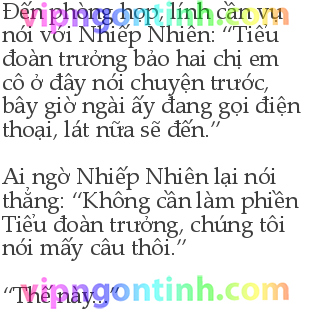 Đến phòng họp, lính cần vụ
nói với Nhiếp Nhiên: “Tiểu
đoàn trưởng bảo hai chị em
cô ở đây nói chuyện trước,
bây giờ ngài ấy đang gọi điện
thoại, lát nữa sẽ đến.”
Ai ngờ Nhiếp Nhiên lại nói
thẳng: “Không cần làm phiền
Tiểu đoàn trưởng, chúng tôi
nói mấy câu thôi.”
“Thế này...”
vipngontinh.com
vipngontinh.com